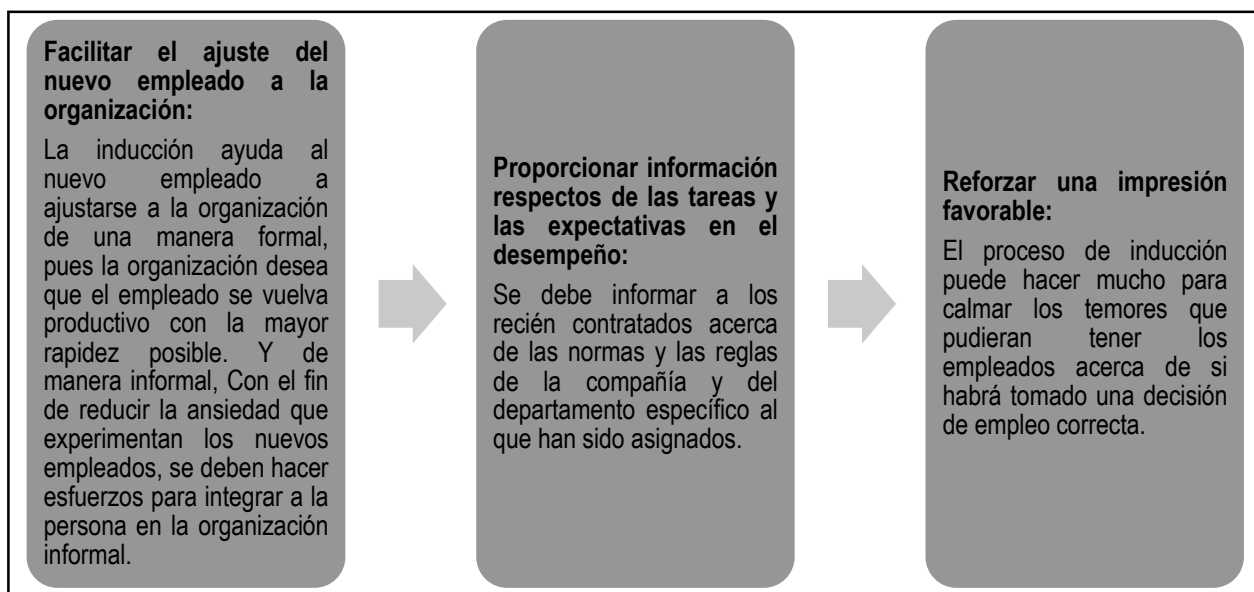 Facilitar el ajuste del
nuevo empleado a la
organización:
La inducción ayuda al
nuevo empleado a
ajustarse a la organización
de una manera formal,
pues la organización desea
que el empleado se vuelva
productivo con la mayor
rapidez posible. Y de
manera informal, Con el fin
de reducir la ansiedad que
experimentan los nuevos
empleados, se deben hacer
esfuerzos para integrar a la
persona en la organización
informal.
Proporcionar información
respectos de las tareas y
las expectativas en el
desempeño:
Se debe informar a los
recién contratados acerca
de las normas y las reglas
de la compañía y del
departamento específico al
que han sido asignados.
Reforzar una impresión
favorable:
El proceso de inducción
puede hacer mucho para
calmar los temores que
pudieran tener los
empleados acerca de si
habrá tomado una decisión
de empleo correcta.